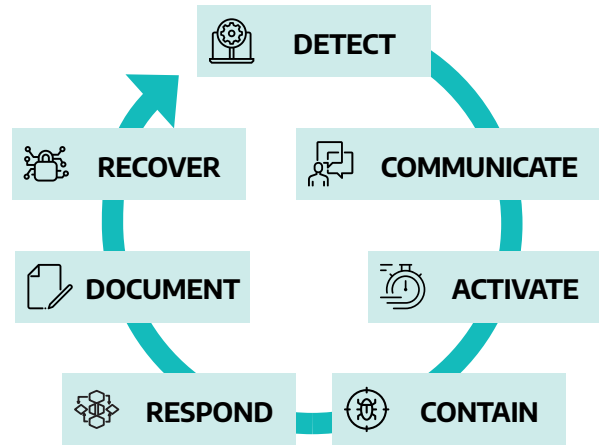 DETECT
COMMUNICATE
ACTIVATE
CONTAIN
RESPOND
DOCUMENT
RECOVER